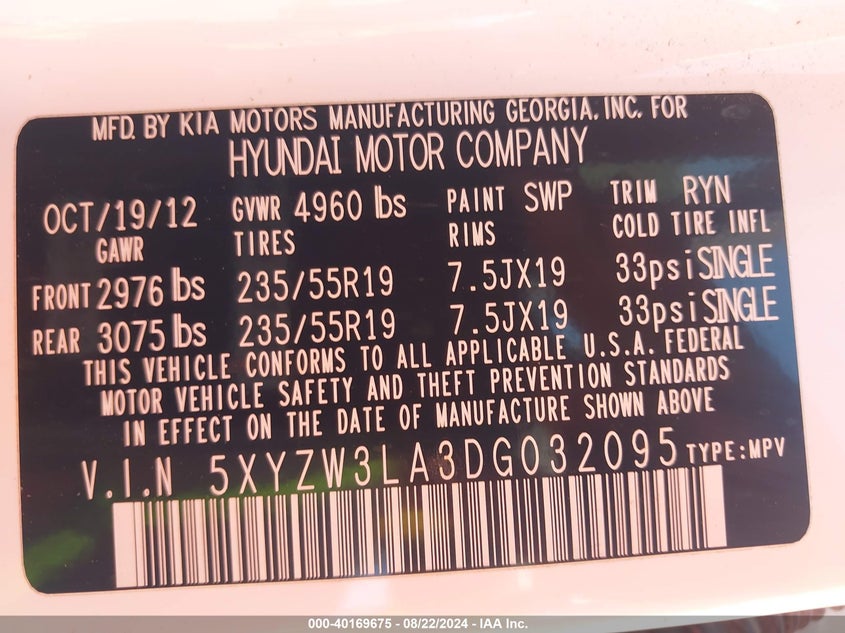 MFD. BY KIA MOTORS MANUFACTURING GEORGIA, INC. FOR
HYUNDAI MOTOR COMPANY
OCT/19/12 GVWR 4960 lbs PAINT SWP TRIM RYN
GAWR TIRES RIMS COLD TIRE INFL
FRONT 2976 lbs 235/55R19 7.5JX19 33psi SINGLE
REAR 3075 lbs 235/55R19 7.5JX19 33psi SINGLE
THIS VEHICLE CONFORMS TO ALL APPLICABLE U.S.A. FEDERAL
MOTOR VEHICLE SAFETY AND THEFT PREVENTION STANDARDS
IN EFFECT ON THE DATE OF MANUFACTURE SHOWN ABOVE
V.I.N 5XYZW3LA3DG032095 TYPE:MPV
000-40169675 - 08/22/2024 - IAA Inc.